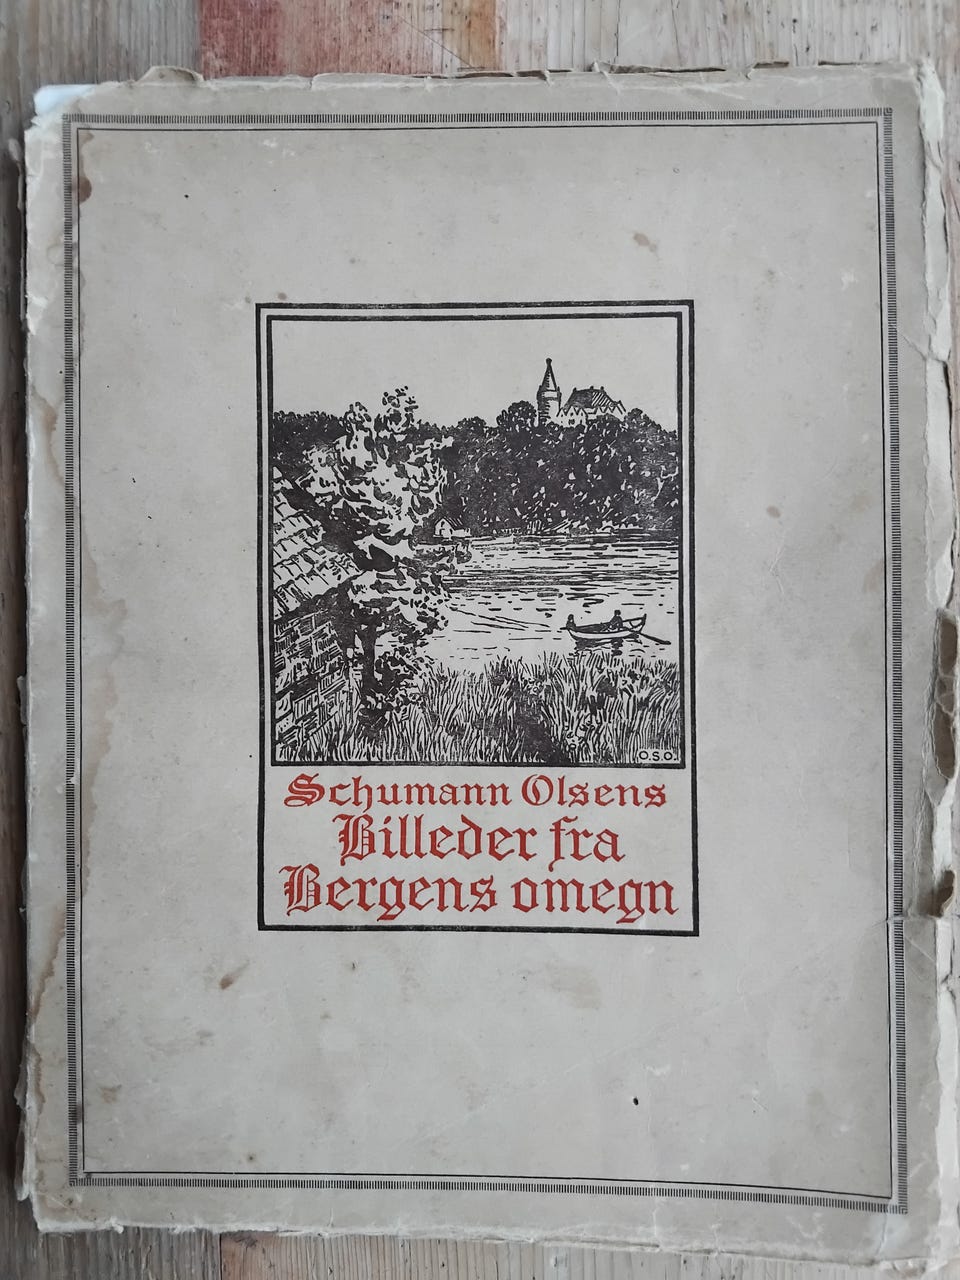 O.S.O.
Schumann Olsens
Billeder fra
Bergens omegn